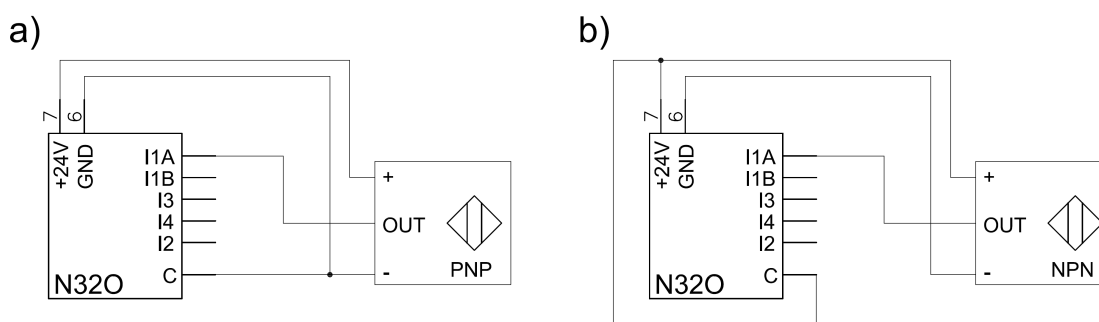 a)
7
6
+24V
GND
I1A
I1B
I3
I4
I2
C
N32O
+
OUT
-
PNP
b)
7
6
+24V
GND
I1A
I1B
I3
I4
I2
C
N32O
+
OUT
-
NPN